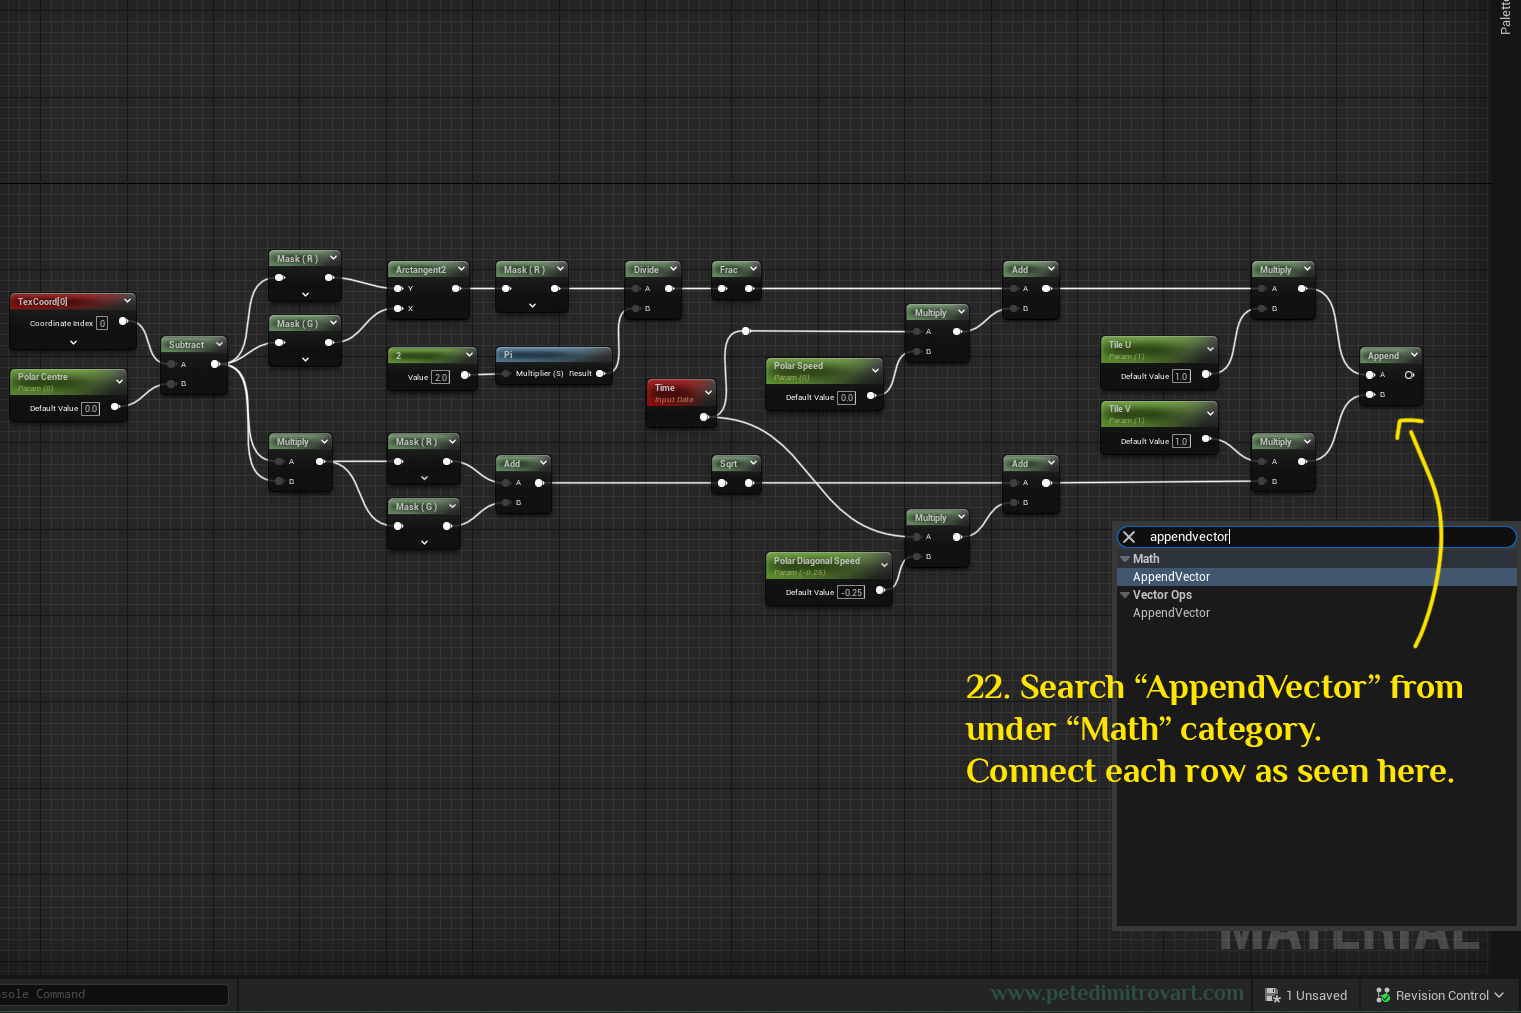 Palette
Mask ( R )
Arctangent2
Y
X
Mask ( R )
Divide
A
B
Frac
Add
A
B
Multiply
A
B
TexCoord[0]
Coordinate Index 0
Mask ( G )
Multiply
A
B
Subtract
A
B
2
Value 2.0
Pi
Multiplier (S) Result
Tile U
Param (1)
Default Value 1.0
Append
A
B
Polar Centre
Param (0)
Default Value 0.0
Time
Input Data
Polar Speed
Param (0)
Default Value 0.0
Tile V
Param (1)
Default Value 1.0
Multiply
A
B
Mask ( R )
Add
A
B
Sqrt
Add
A
B
Multiply
A
B
Mask ( G )
Multiply
A
B
Polar Diagonal Speed
Param (-0.25)
Default Value -0.25
appendvector
Math
AppendVector
Vector Ops
AppendVector
22. Search “AppendVector” from
under “Math” category.
Connect each row as seen here.
MATERIAL
sole Command
www.petedimitrovart.com
1 Unsaved
Revision Control